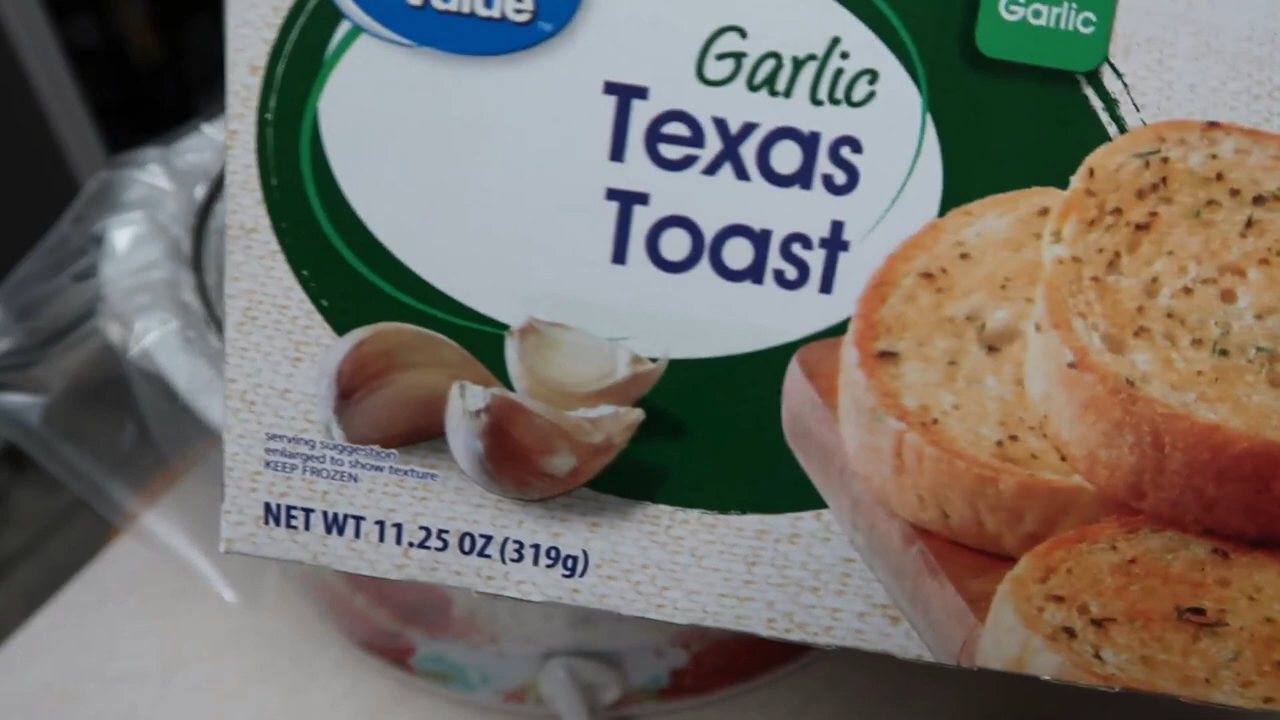 Value
Garlic
Garlic
Texas
Toast
serving suggestion
enlarged to show texture
KEEP FROZEN
NET WT 11.25 OZ (319g)